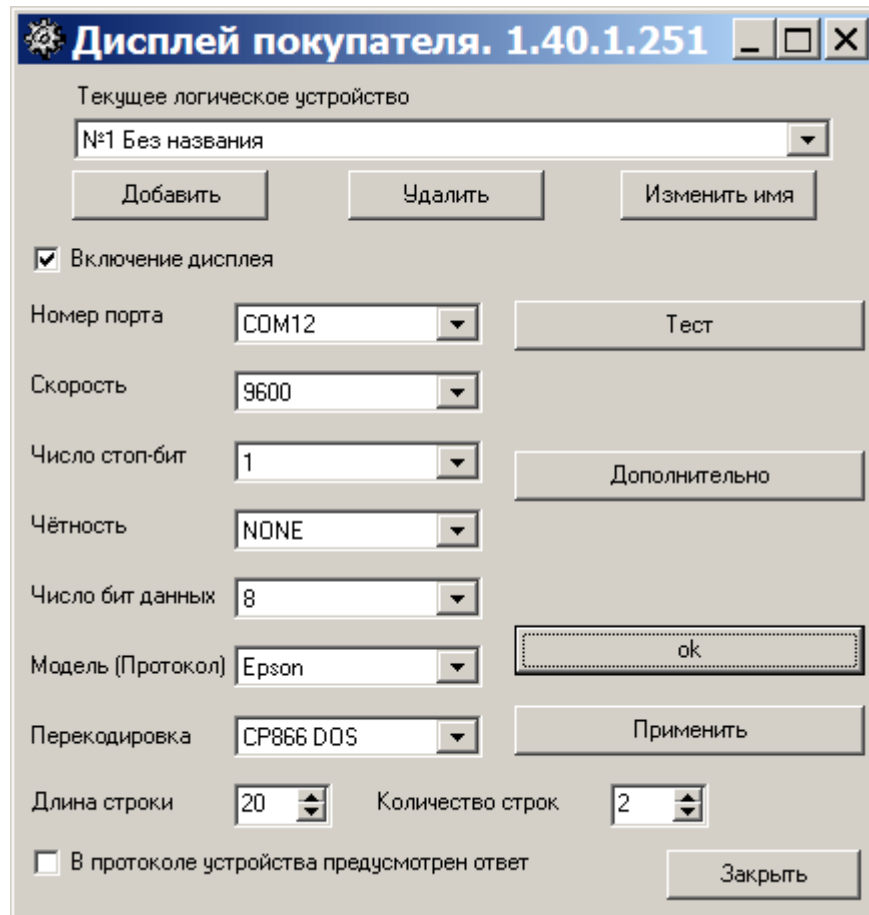 Дисплей покупателя. 1.40.1.251
Текущее логическое устройство
№1 Без названия
Добавить Удалить Изменить имя
Включение дисплея
Номер порта COM12 Тест
Скорость 9600
Число стоп-бит 1 Дополнительно
Чётность NONE
Число бит данных 8
Модель (Протокол) Epson ok
Перекодировка CP866 DOS Применить
Длина строки 20 Количество строк 2
В протоколе устройства предусмотрен ответ
Закрыть